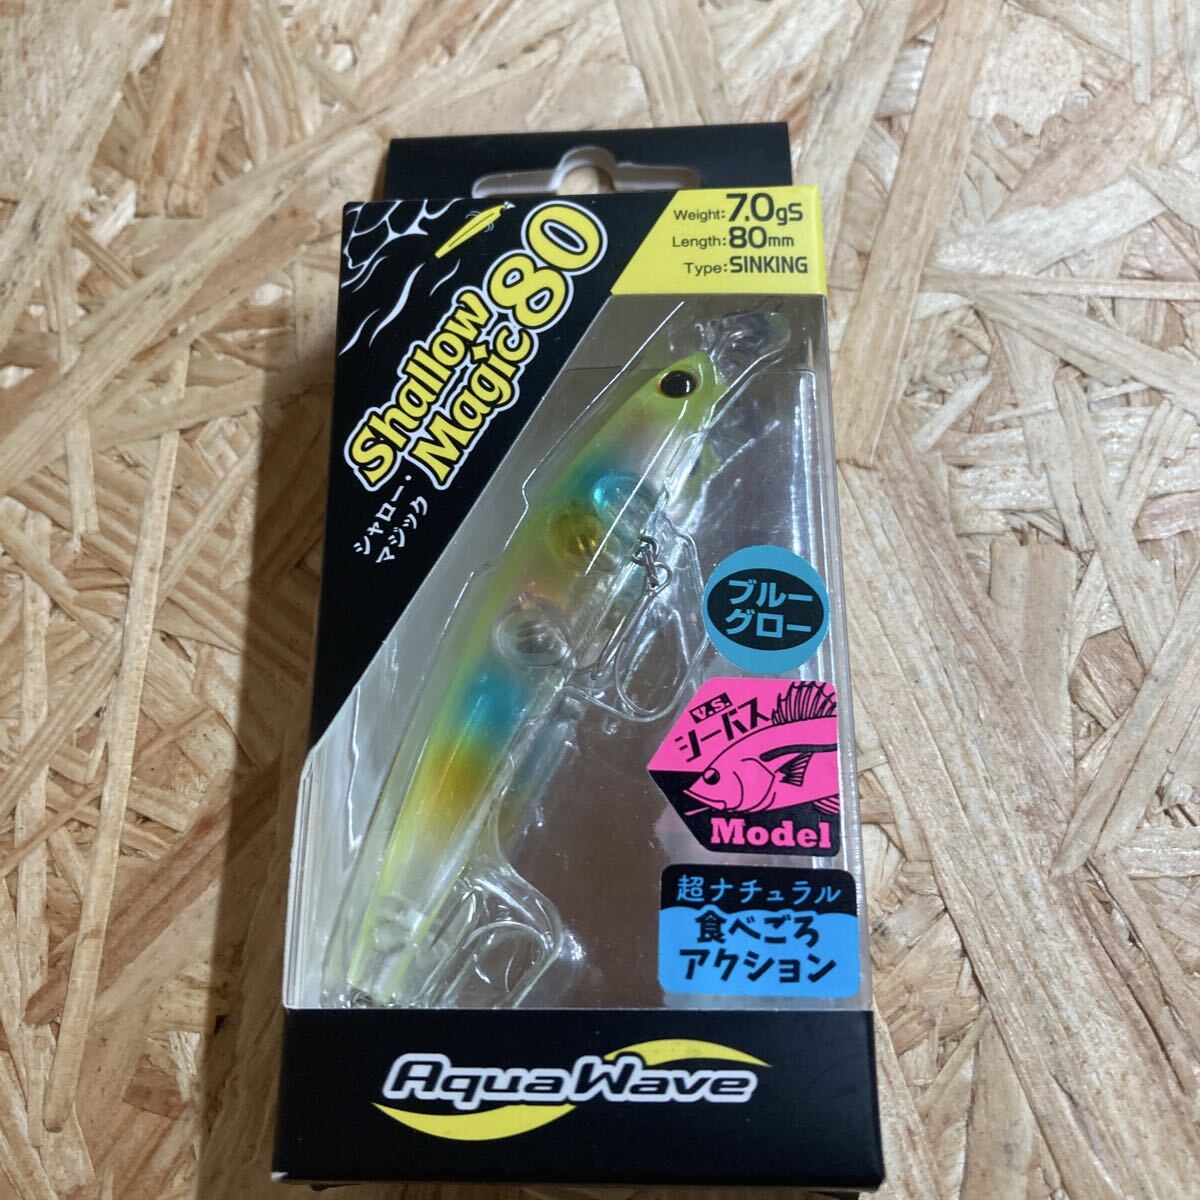 Weight: 7.0gS
Length: 80mm
Type: SINKING
Shallow
Magic 80
シャロー・
マジック
ブルー
グロー
V.S.
シーバス
Model
超ナチュラル
食べごろ
アクション
AquaWave